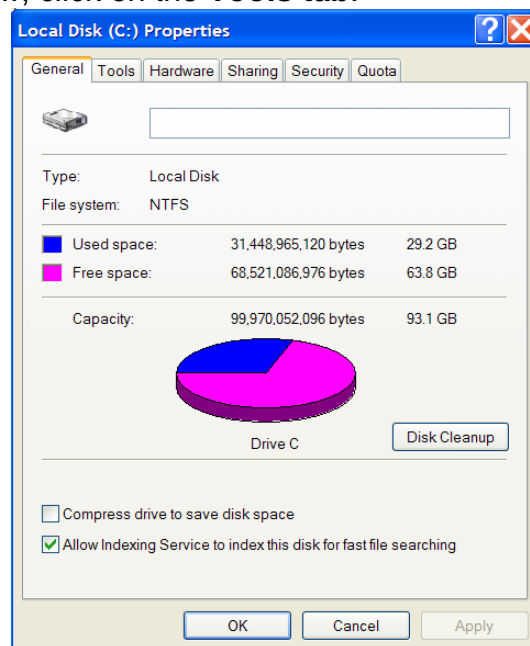 click on the Tools tab.
Local Disk (C:) Properties
General Tools Hardware Sharing Security Quota
Type: Local Disk
File system: NTFS
Used space: 31,448,965,120 bytes 29.2 GB
Free space: 68,521,086,976 bytes 63.8 GB
Capacity: 99,970,052,096 bytes 93.1 GB
Drive C
Disk Cleanup
Compress drive to save disk space
Allow Indexing Service to index this disk for fast file searching
OK Cancel Apply